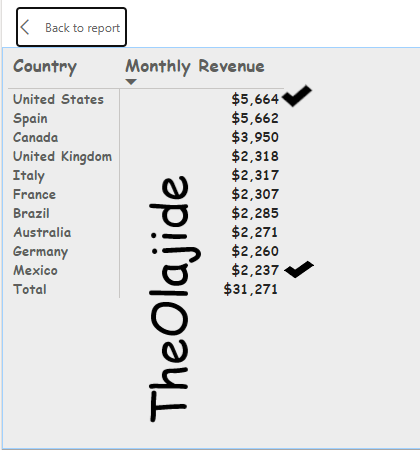 Back to report
Country Monthly Revenue
United States $5,664
Spain $5,662
Canada $3,950
United Kingdom $2,318
Italy $2,317
France $2,307
Brazil $2,285
Australia $2,271
Germany $2,260
Mexico $2,237
Total $31,271
TheOlajide